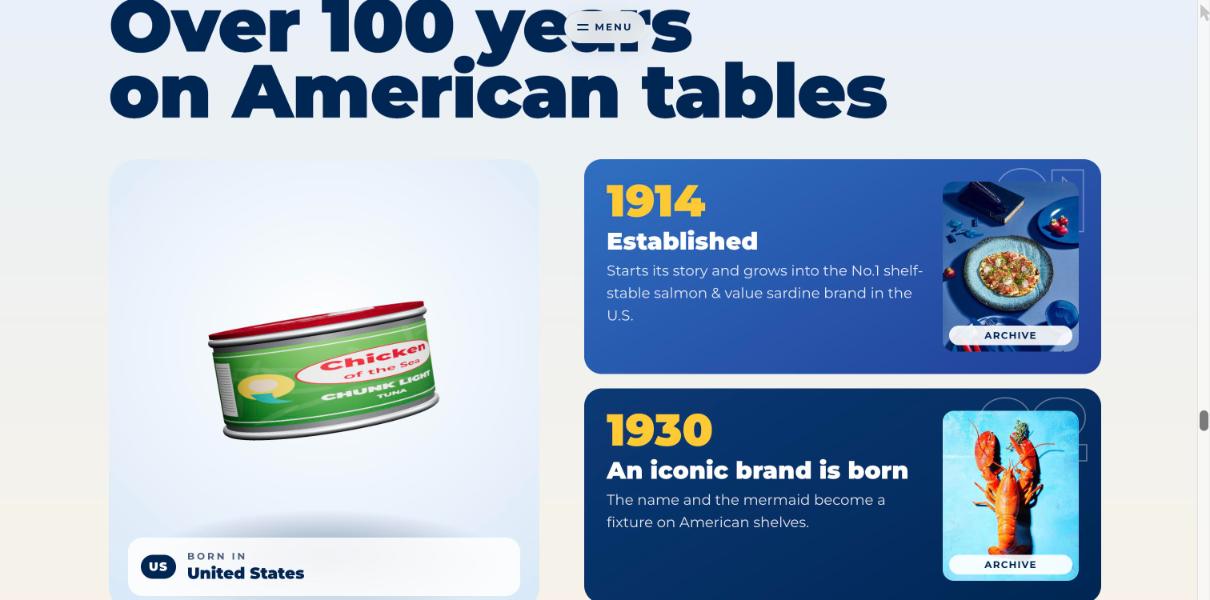 Over 100 years
MENU
on American tables
Chicken
of the Sea
CHUNK LIGHT
TUNA
US
BORN IN
United States
01
1914
Established
Starts its story and grows into the No.1 shelf-
stable salmon & value sardine brand in the
U.S.
ARCHIVE
02
1930
An iconic brand is born
The name and the mermaid become a
fixture on American shelves.
ARCHIVE